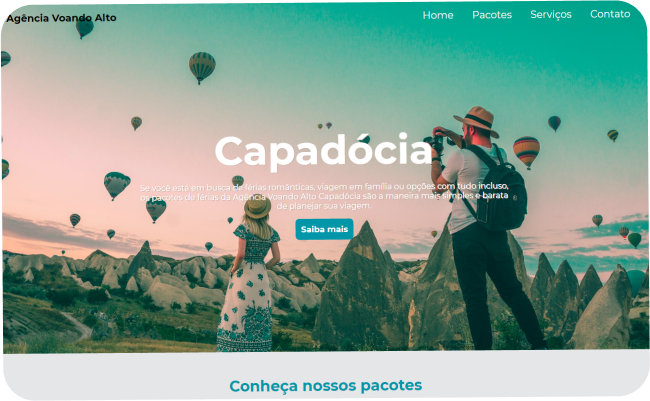 Agência Voando Alto
Home Pacotes Serviços Contato
Capadócia
Se você está em busca de férias românticas, viagem em família ou opções com tudo incluso,
os pacotes de férias da Agência Voando Alto Capadócia são a maneira mais simples e barata
de planejar sua viagem.
Saiba mais
Conheça nossos pacotes